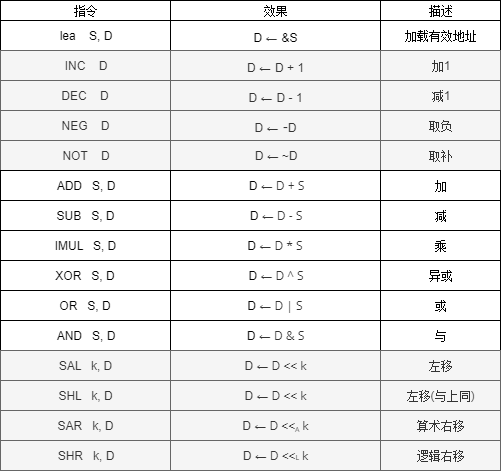 指令 效果 描述
lea S, D D ← &S 加载有效地址
INC D D ← D + 1 加1
DEC D D ← D - 1 减1
NEG D D ← -D 取负
NOT D D ← ~D 取补
ADD S, D D ← D + S 加
SUB S, D D ← D - S 减
IMUL S, D D ← D * S 乘
XOR S, D D ← D ^ S 异或
OR S, D D ← D | S 或
AND S, D D ← D & S 与
SAL k, D D ← D << k 左移
SHL k, D D ← D << k 左移(与上同)
SAR k, D D ← D <<A k 算术右移
SHR k, D D ← D <<L k 逻辑右移